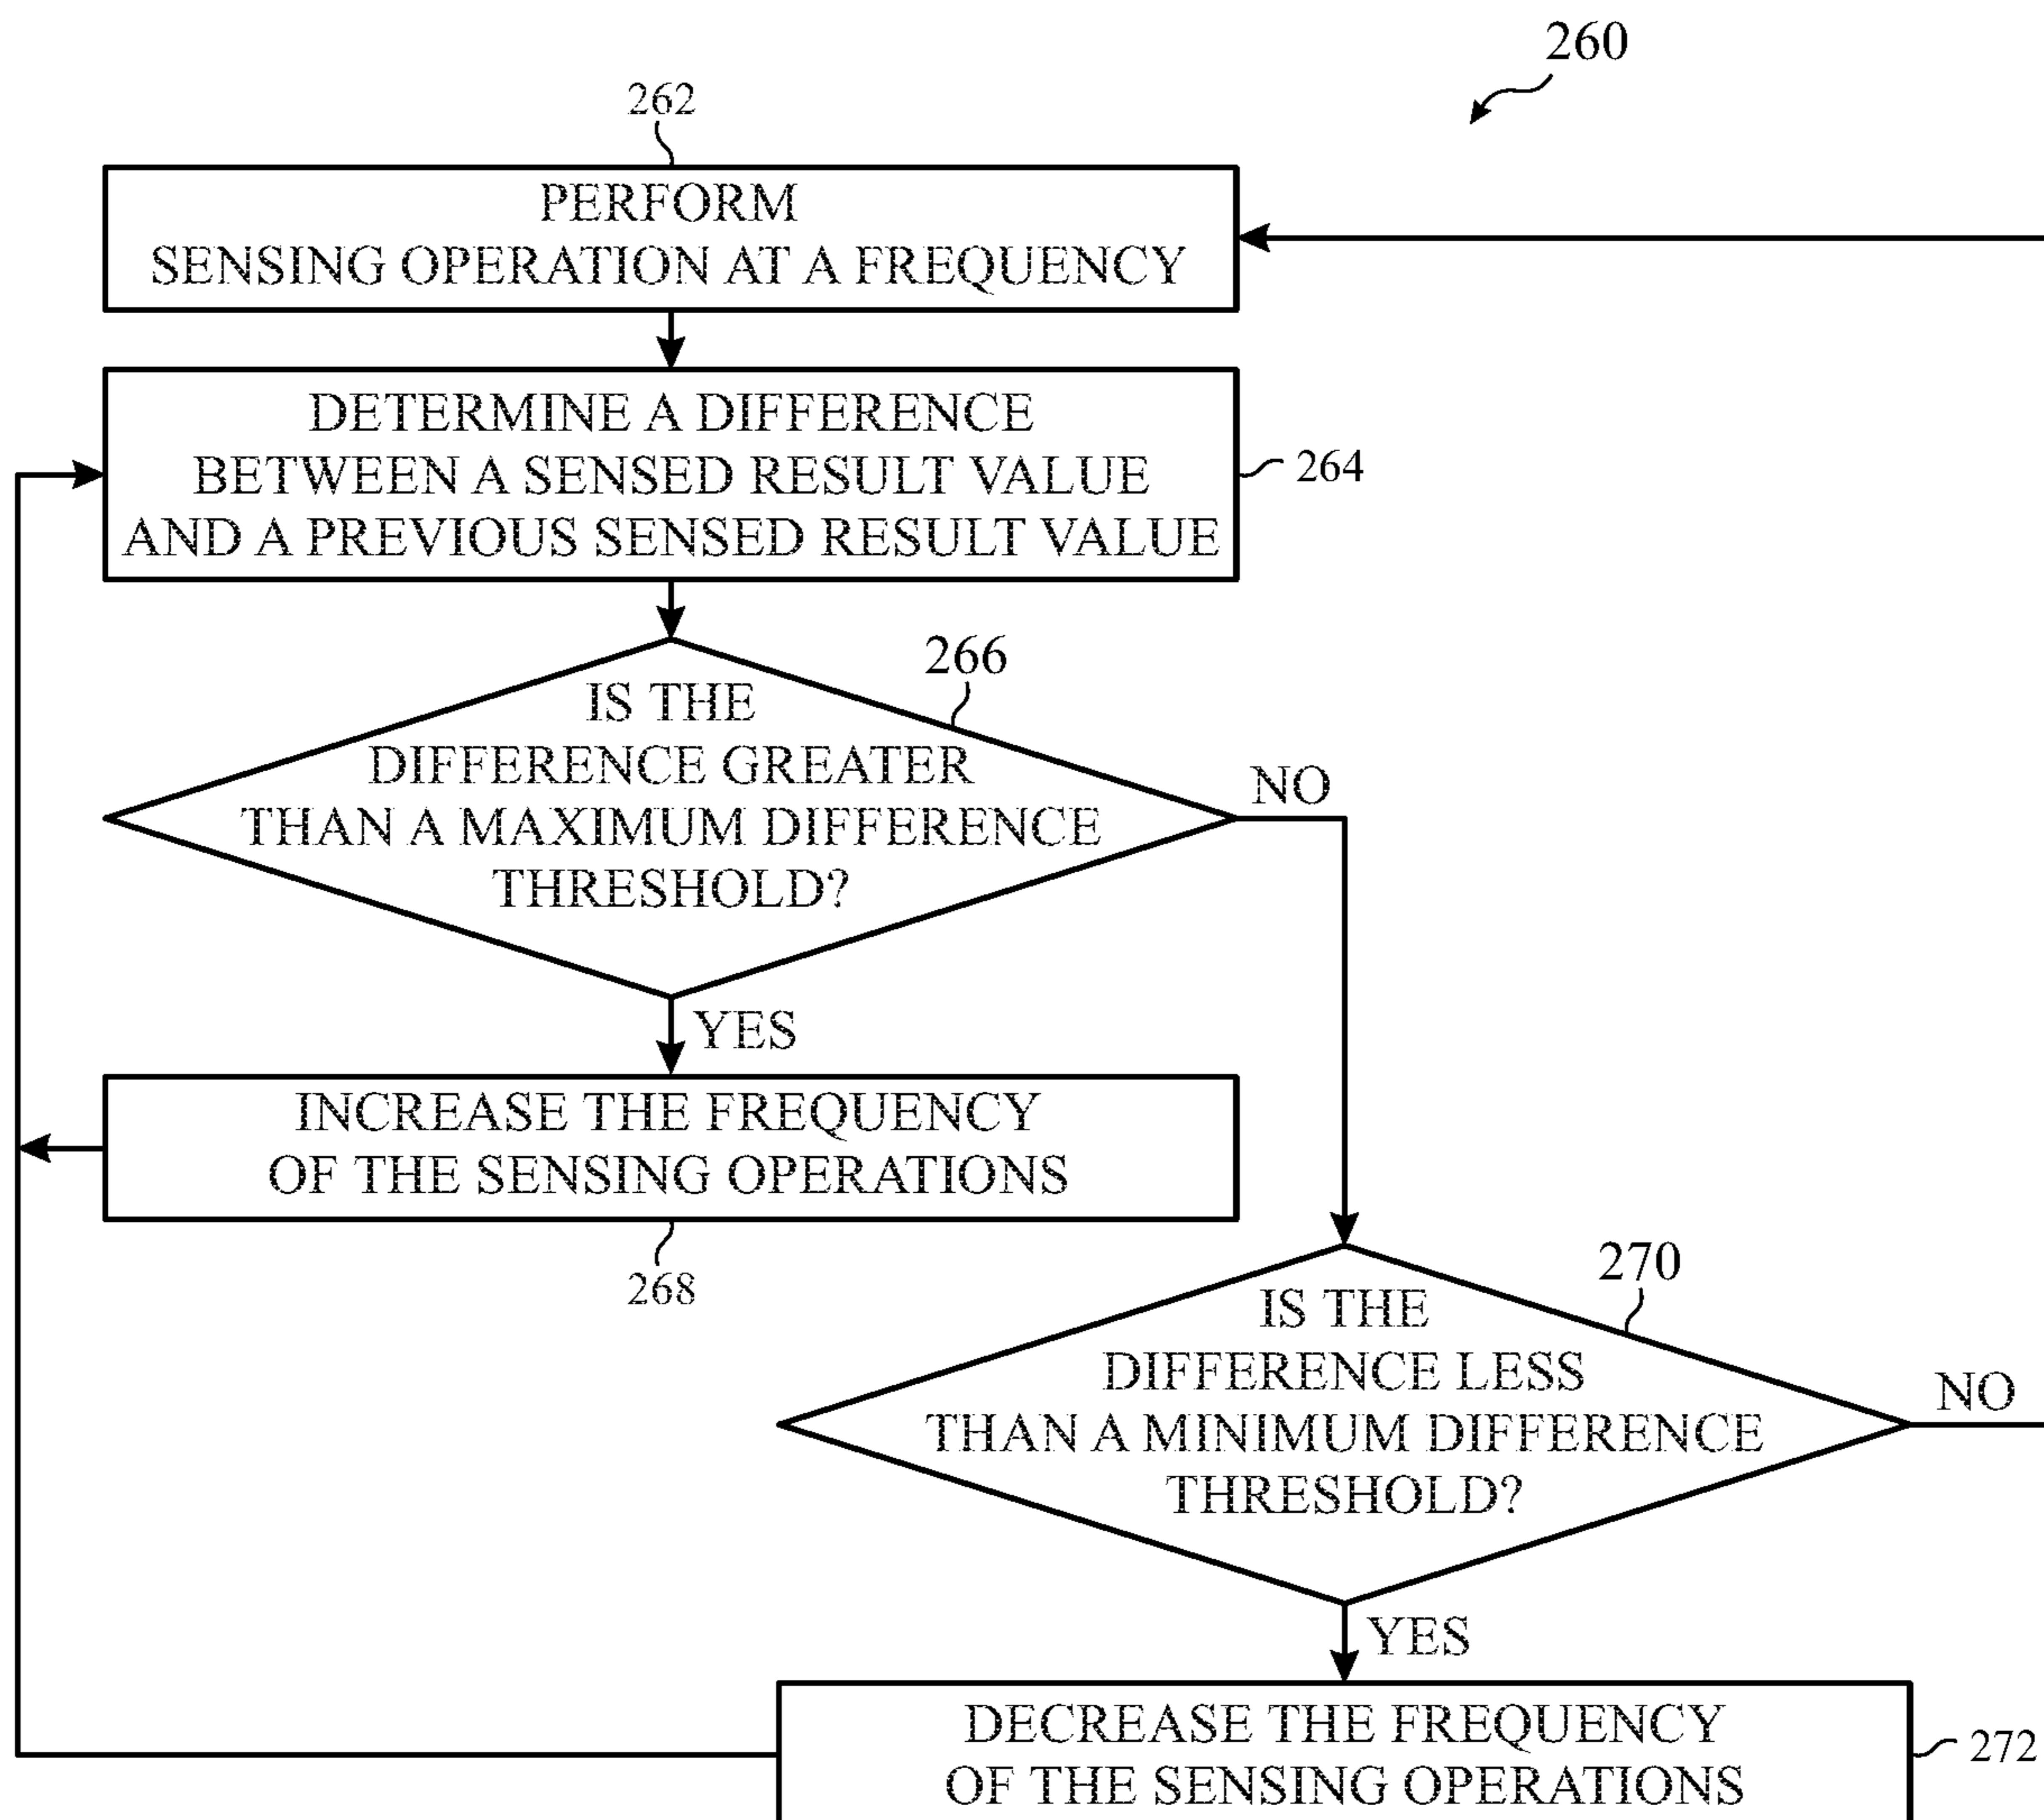 260
262
PERFORM
SENSING OPERATION AT A FREQUENCY
DETERMINE A DIFFERENCE
BETWEEN A SENSED RESULT VALUE
AND A PREVIOUS SENSED RESULT VALUE
264
266
IS THE
DIFFERENCE GREATER
THAN A MAXIMUM DIFFERENCE
THRESHOLD?
NO
YES
INCREASE THE FREQUENCY
OF THE SENSING OPERATIONS
268
270
IS THE
DIFFERENCE LESS
THAN A MINIMUM DIFFERENCE
THRESHOLD?
NO
YES
DECREASE THE FREQUENCY
OF THE SENSING OPERATIONS
272